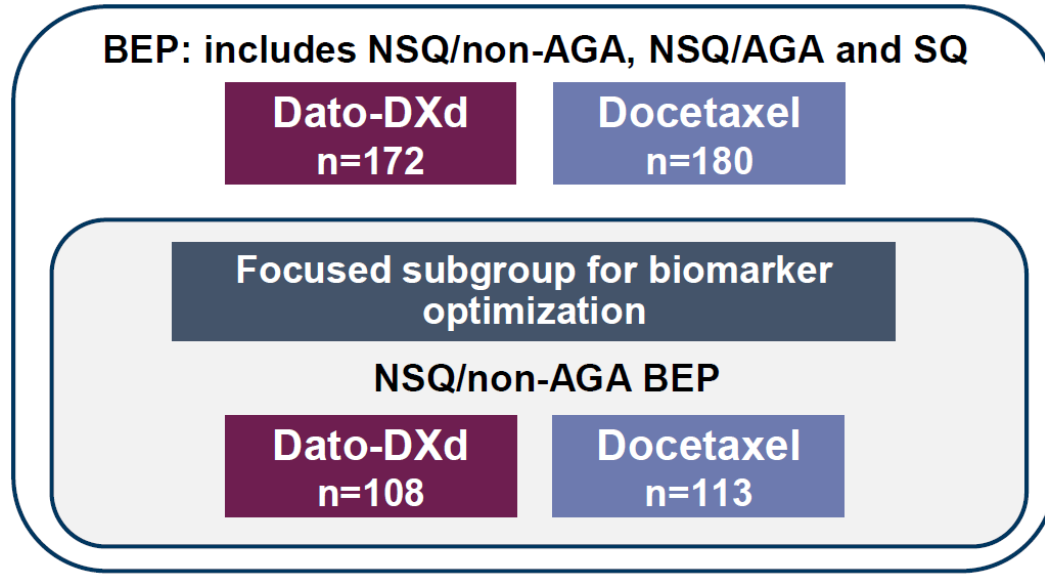 BEP: includes NSQ/non-AGA, NSQ/AGA and SQ
Dato-DXd
n=172
Docetaxel
n=180
Focused subgroup for biomarker
optimization
NSQ/non-AGA BEP
Dato-DXd
n=108
Docetaxel
n=113